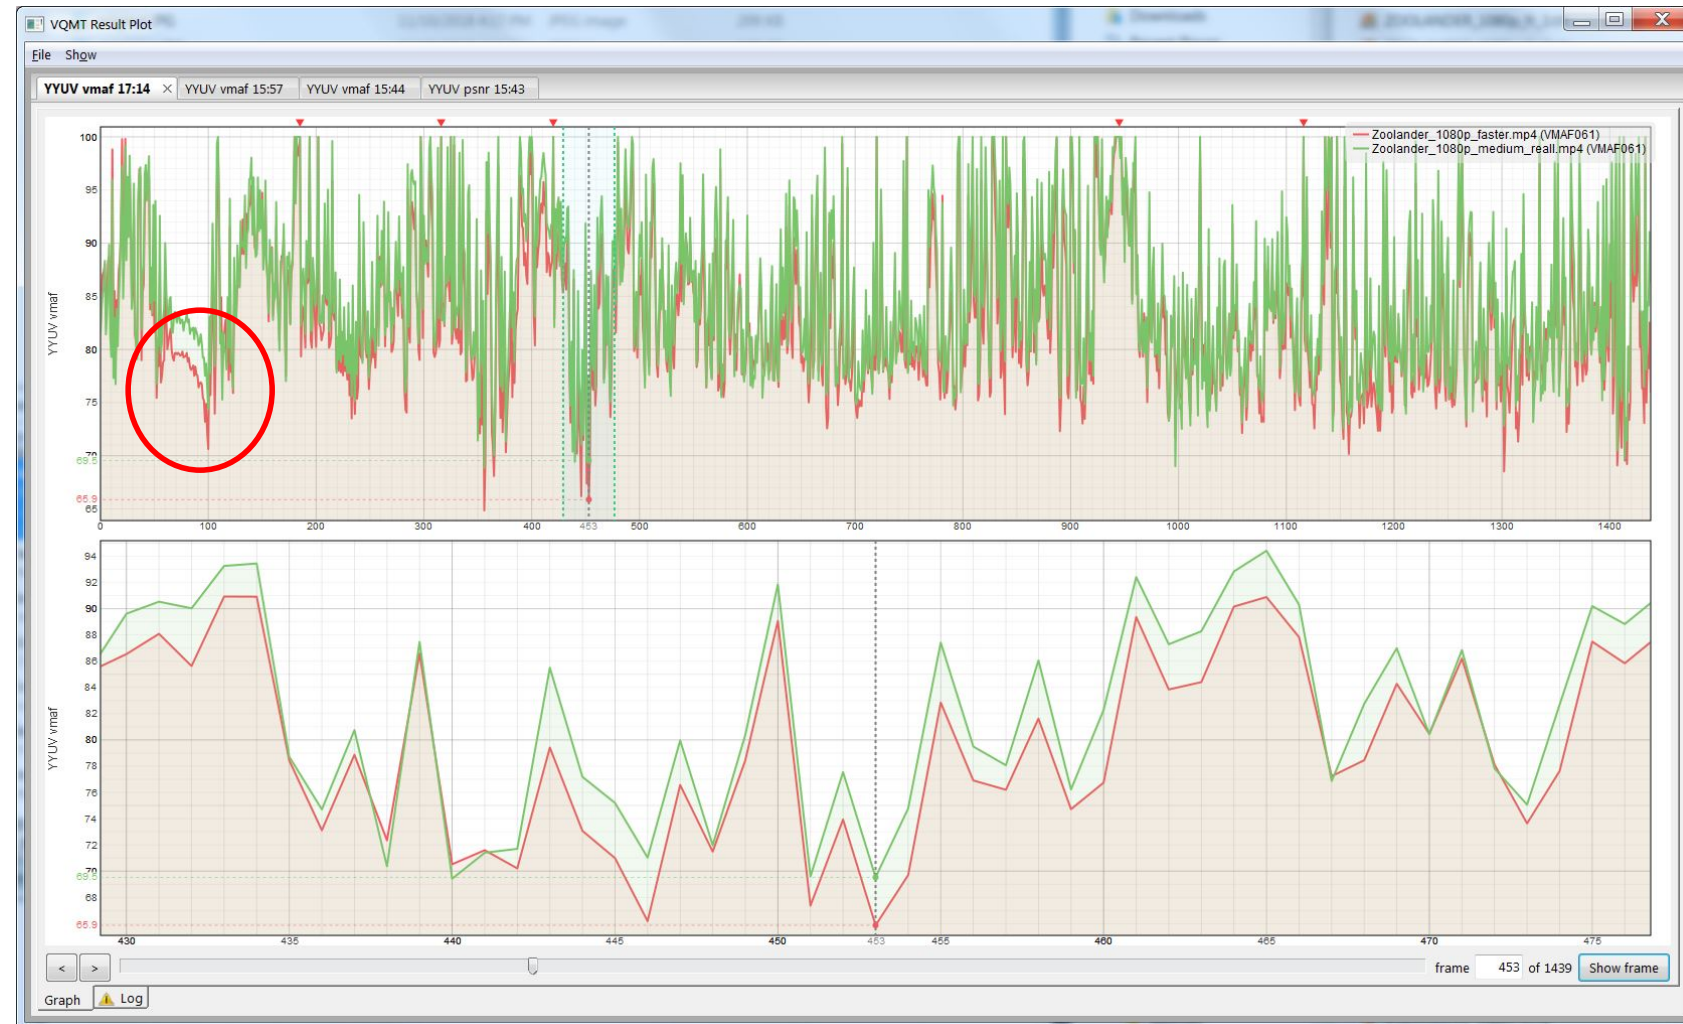 VQMT Result Plot
File Show
YYUV vmaf 17:14 YYUV vmaf 15:57 YYUV vmaf 15:44 YYUV psnr 15:43
Zoolander_1080p_faster.mp4 (VMAF061)
Zoolander_1080p_medium_reall.mp4 (VMAF061)
YYUV vmaf
100
95
90
85
80
75
70
69.5
65.9
65
0 100 200 300 400 453 500 600 700 800 900 1000 1100 1200 1300 1400
YYUV vmaf
94
92
90
88
86
84
82
80
78
76
74
72
70
69.5
68
65.9
430 435 440 445 450 453 455 460 465 470 475
< > frame 453 of 1439 Show frame
Graph Log